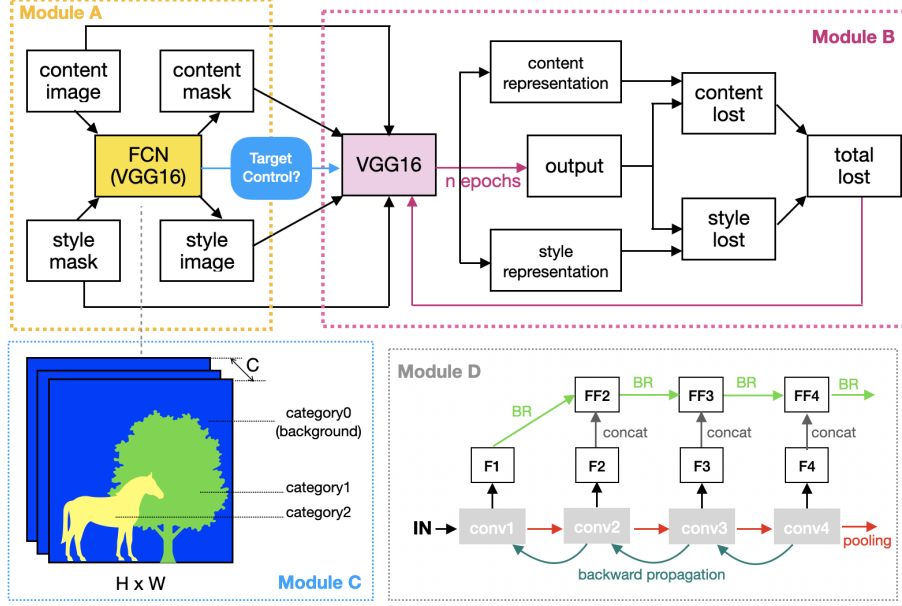 Module A
content
image
content
mask
FCN
(VGG16)
Target
Control?
style
mask
style
image
Module B
VGG16
n epochs
content
representation
output
style
representation
content
lost
style
lost
total
lost
C
category0
(background)
category1
category2
H x W
Module C
Module D
BR
FF2
BR
FF3
BR
FF4
BR
concat
concat
concat
F1
F2
F3
F4
IN
conv1
conv2
conv3
conv4
pooling
backward propagation